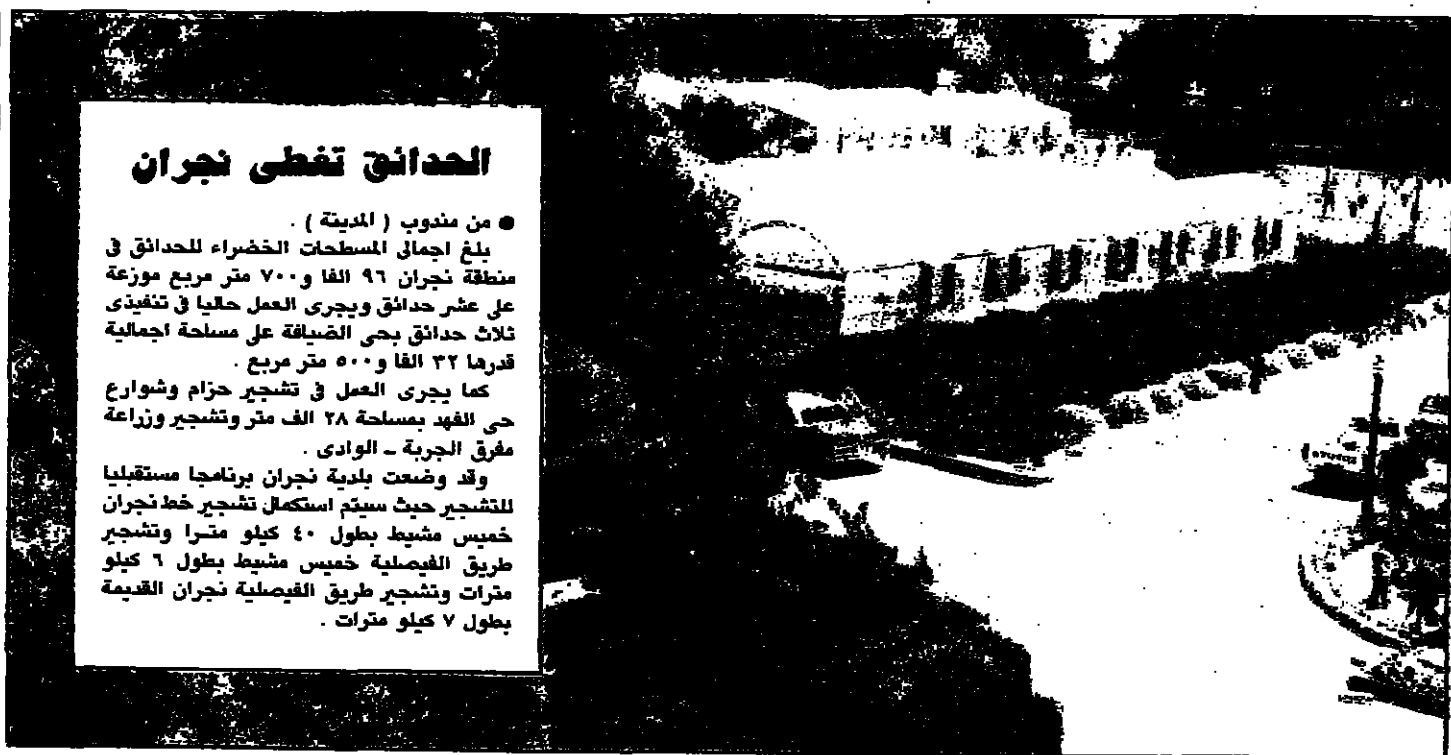 الحدائق تغطى نجران
● من مندوب ( المدينة ) .
بلغ اجمالى المسطحات الخضراء للحدائق في
منطقة نجران ٩٦ الفا و٧٠٠ متر مربع موزعة
على عشر حدائق ويجرى العمل حاليا في تنفيذى
ثلاث حدائق بحى الضيافة على مساحة اجمالية
قدرها ٣٢ الفا و٥٠٠ متر مربع .
كما يجرى العمل في تشجير حزام وشوارع
حى الفهد بمساحة ٢٨ الف متر وتشجير وزراعة
مفرق الجربة ـ الوادى .
وقد وضعت بلدية نجران برنامجا مستقبليا
للتشجير حيث سيتم استكمال تشجير خط نجران
خميس مشيط بطول ٤٠ كيلو مترا وتشجير
طريق الفيصلية خميس مشيط بطول ٦ كيلو
مترات وتشجير طريق الفيصلية نجران القديمة
بطول ٧ كيلو مترات .